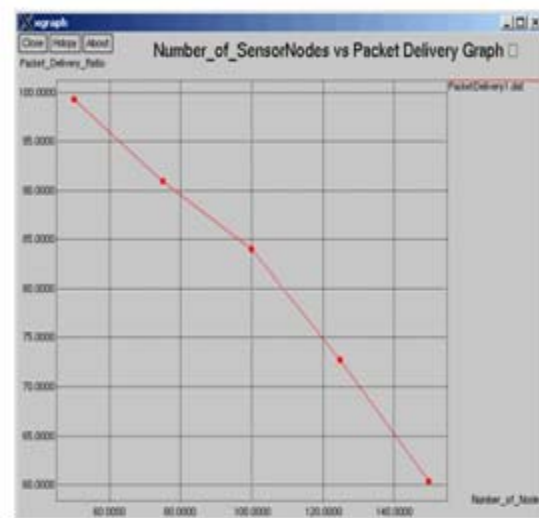 xgraph
Close Hdcpy About
Number_of_SensorNodes vs Packet Delivery Graph
Packet_Delivery_Ratio
PacketDelivery1.dat
100.0000
95.0000
90.0000
85.0000
80.0000
75.0000
70.0000
65.0000
60.0000
Number_of_Node
60.0000 80.0000 100.0000 120.0000 140.0000